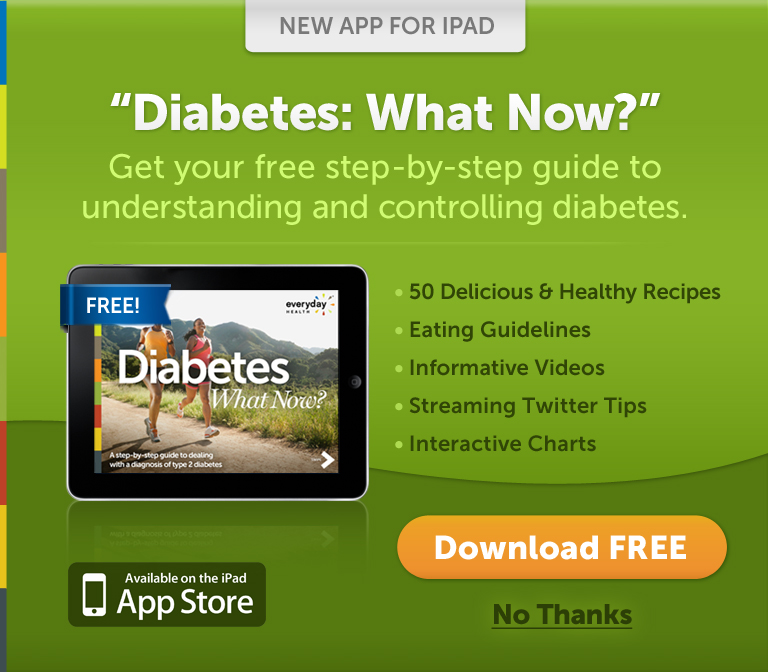 NEW APP FOR IPAD
“Diabetes: What Now?”
Get your free step-by-step guide to
understanding and controlling diabetes.
FREE!
everyday
HEALTH
Diabetes
What Now?
A step-by-step guide to dealing
with a diagnosis of type 2 diabetes
• 50 Delicious & Healthy Recipes
• Eating Guidelines
• Informative Videos
• Streaming Twitter Tips
• Interactive Charts
Available on the iPad
App Store
Download FREE
No Thanks